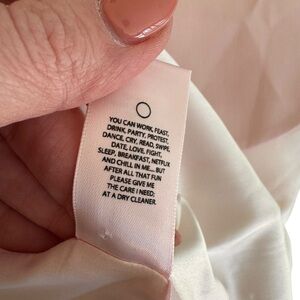 YOU CAN WORK, FEAST,
DRINK, PARTY, PROTEST,
DANCE, CRY, READ, SWIPE,
DATE, LOVE, FIGHT,
SLEEP, BREAKFAST, NETFLIX
AND CHILL IN ME... BUT
AFTER ALL THAT FUN
PLEASE GIVE ME
THE CARE I NEED;
AT A DRY CLEANER.